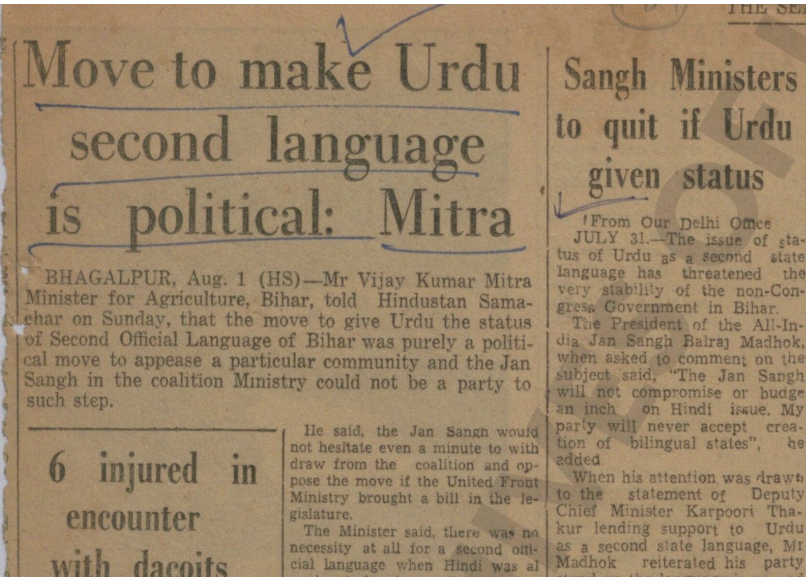 THE
Move to make Urdu
second language
is political: Mitra
BHAGALPUR, Aug. 1 (HS)—Mr Vijay Kumar Mitra
Minister for Agriculture, Bihar, told Hindustan Sama-
char on Sunday, that the move to give Urdu the status
of Second Official Language of Bihar was purely a politi-
cal move to appease a particular community and the Jan
Sangh in the coalition Ministry could not be a party to
such step.
6 injured in
encounter
with dacoits
He said, the Jan Sangh would
not hesitate even a minute to with
draw from the coalition and op-
pose the move if the United Front
Ministry brought a bill in the le-
gislature.
The Minister said, there was no
necessity at all for a second offi-
cial language when Hindi was al
Sangh Ministers
to quit if Urdu
given status
From Our Delhi Office
JULY 31.—The issue of sta-
tus of Urdu as a second state
language has threatened the
very stability of the non-Con-
gress Government in Bihar.
The President of the All-In-
dia Jan Sangh Balraj Madhok,
when asked to comment on the
subject said, "The Jan Sangh
will not compromise or budge
an inch on Hindi issue. My
party will never accept crea-
tion of bilingual states", he
added.
When his attention was drawn
to the statement of Deputy
Chief Minister Karpoori Tha-
kur lending support to Urdu
as a second state language, Mr
Madhok reiterated his party